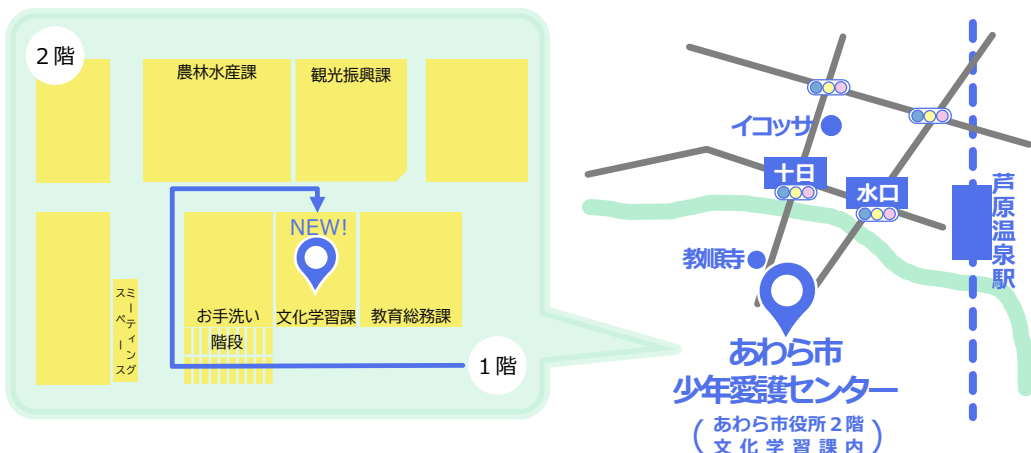 2階
農林水産課
観光振興課
NEW!
お手洗い
文化学習課
教育総務課
階段
ミーティング
スペース
1階
イコッサ
十日
水口
芦原温泉駅
教順寺
あわら市
少年愛護センター
(あわら市役所2階
文化学習課内)